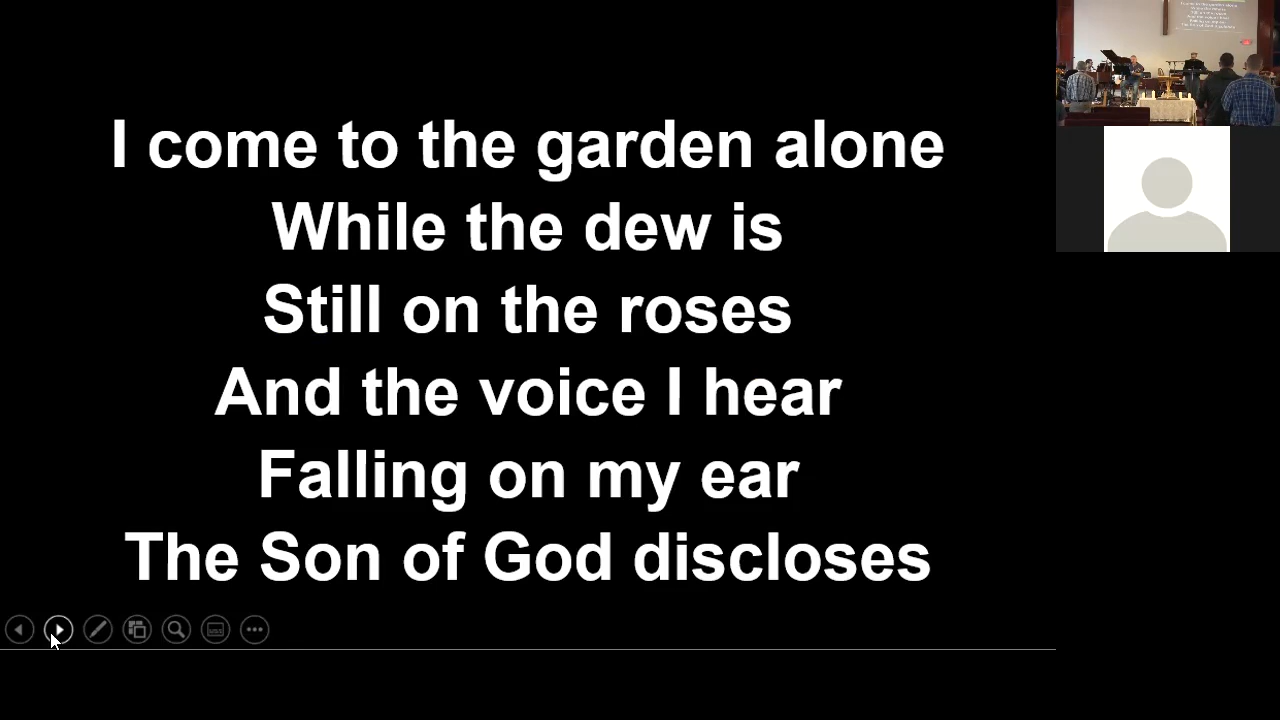 I come to the garden alone
While the dew is
Still on the roses
And the voice I hear
Falling on my ear
The Son of God discloses